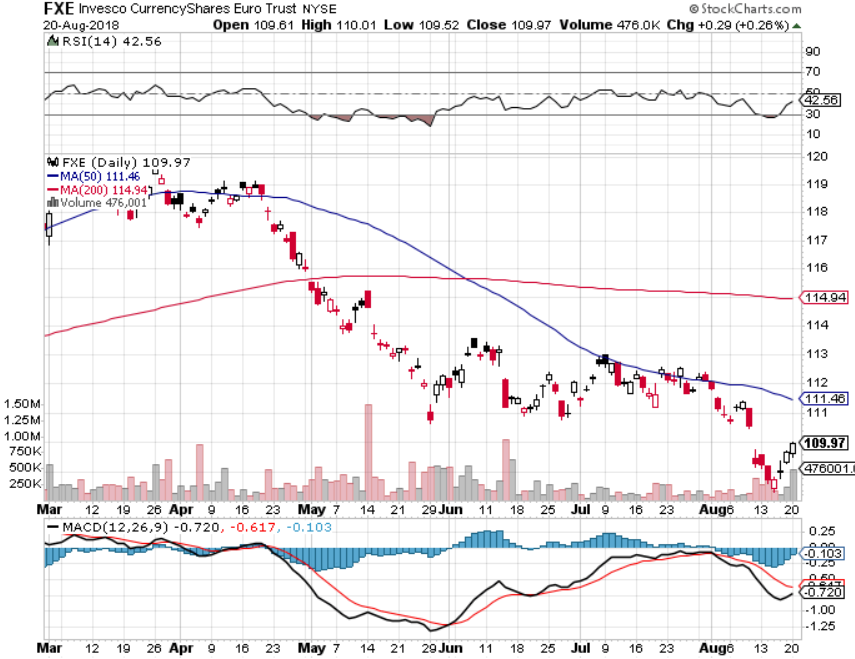 FXE Invesco CurrencyShares Euro Trust NYSE © StockCharts.com
20-Aug-2018 Open 109.61 High 110.01 Low 109.52 Close 109.97 Volume 476.0K Chg +0.29 (+0.26%)
RSI(14) 42.56
90
70
50
42.56
30
10
FXE (Daily) 109.97
MA(50) 111.46
MA(200) 114.94
Volume 476,001
120
119
118
117
116
114.94
114
113
112
111.46
111
109.97
476001.
1.50M
1.25M
1.00M
750K
500K
250K
Mar 12 19 26 Apr 9 16 23 May 7 14 21 29 Jun 11 18 25 Jul 9 16 23 Aug 6 13 20
MACD(12,26,9) -0.720, -0.617, -0.103
0.25
0.00
-0.103
-0.25
-0.50
-0.617
-0.720
-1.00
-1.25
Mar 12 19 26 Apr 9 16 23 May 7 14 21 29 Jun 11 18 25 Jul 9 16 23 Aug 6 13 20